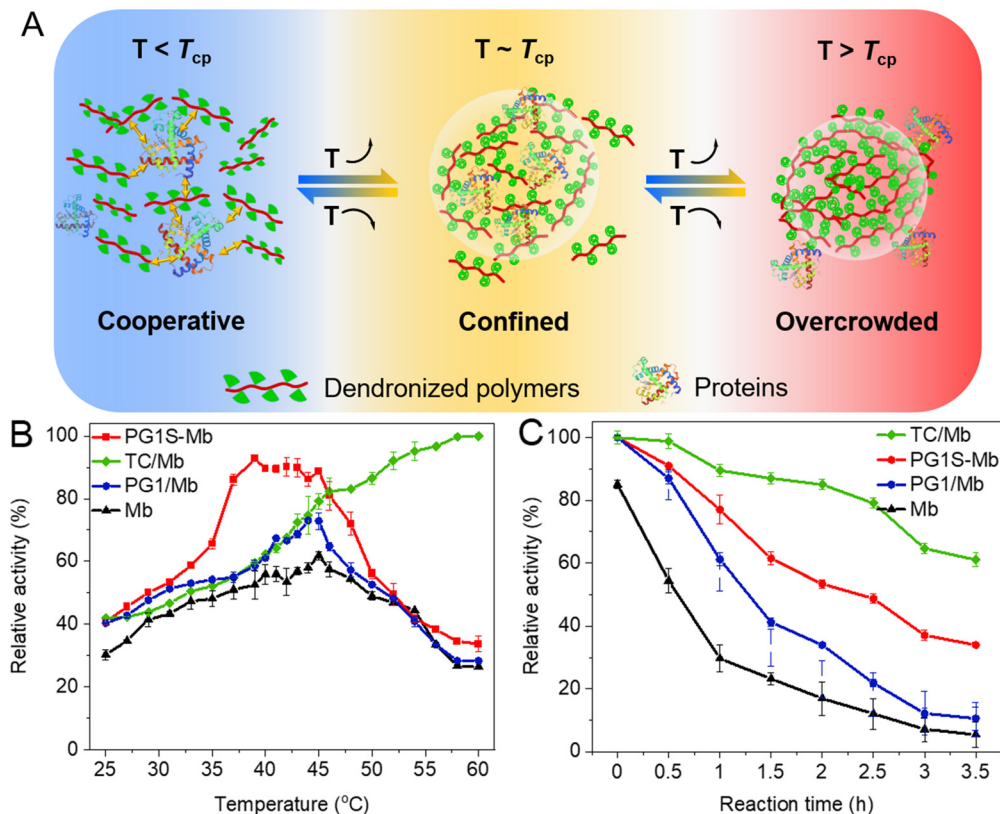 A
T < Tcp
T ~ Tcp
T > Tcp
T
T
T
T
Cooperative
Confined
Overcrowded
Dendronized polymers
Proteins
B
PG1S-Mb
TC/Mb
PG1/Mb
Mb
Relative activity (%)
100
80
60
40
20
0
25 30 35 40 45 50 55 60
Temperature (°C)
C
TC/Mb
PG1S-Mb
PG1/Mb
Mb
Relative activity (%)
100
80
60
40
20
0
0 0.5 1 1.5 2 2.5 3 3.5
Reaction time (h)